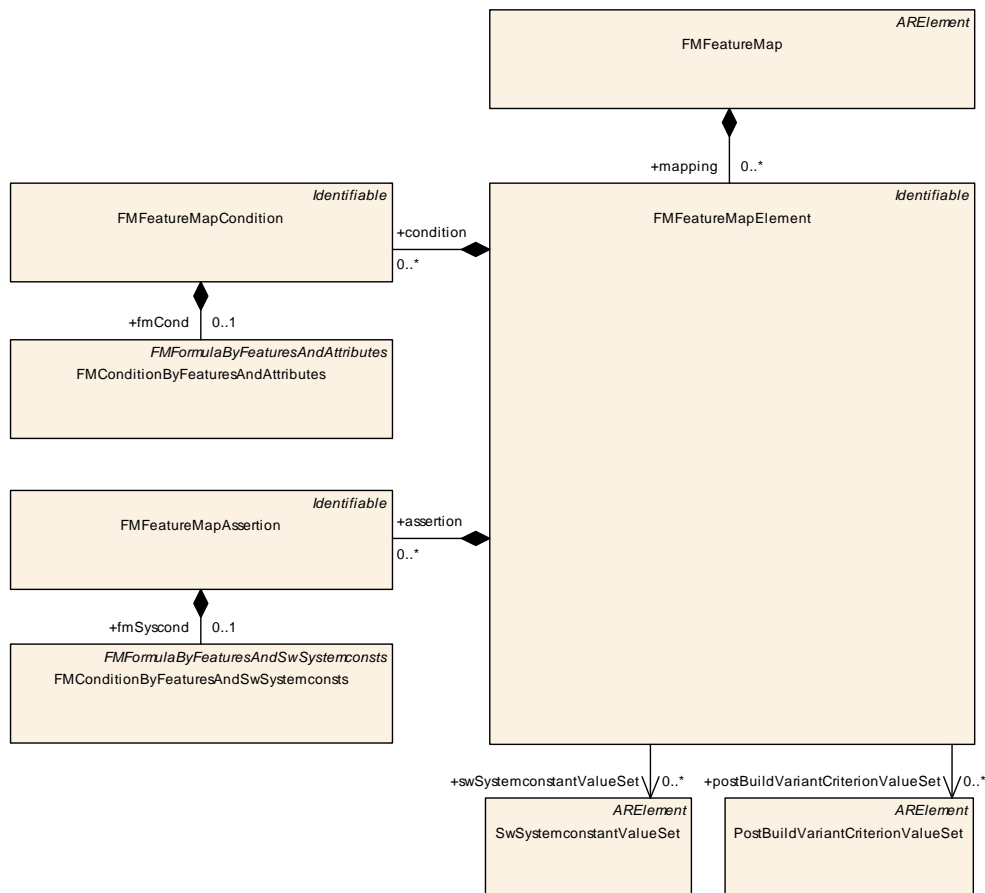 ARElement
FMFeatureMap
+mapping 0..*
Identifiable
FMFeatureMapCondition
+condition
0..*
Identifiable
FMFeatureMapElement
+fmCond 0..1
FMFormulaByFeaturesAndAttributes
FMConditionByFeaturesAndAttributes
Identifiable
FMFeatureMapAssertion
+assertion
0..*
+fmSyscond 0..1
FMFormulaByFeaturesAndSwSystemconsts
FMConditionByFeaturesAndSwSystemconsts
+swSystemconstantValueSet 0..*
+postBuildVariantCriterionValueSet 0..*
ARElement
SwSystemconstantValueSet
ARElement
PostBuildVariantCriterionValueSet